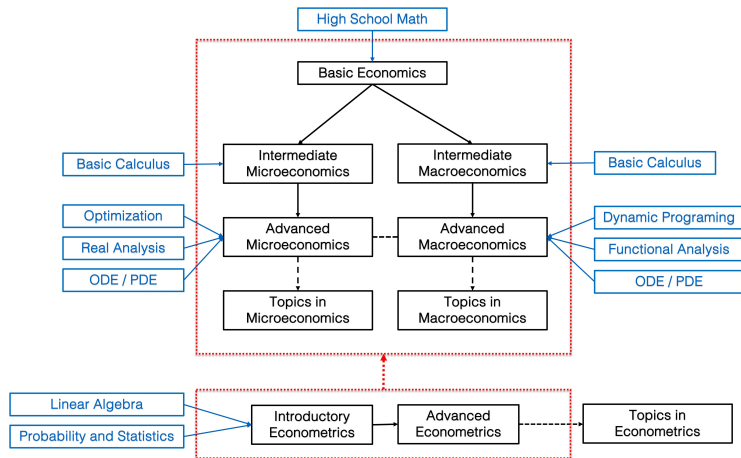 High School Math
Basic Economics
Basic Calculus
Intermediate
Microeconomics
Intermediate
Macroeconomics
Basic Calculus
Optimization
Real Analysis
ODE / PDE
Advanced
Microeconomics
Advanced
Macroeconomics
Dynamic Programing
Functional Analysis
ODE / PDE
Topics in
Microeconomics
Topics in
Macroeconomics
Linear Algebra
Probability and Statistics
Introductory
Econometrics
Advanced
Econometrics
Topics in
Econometrics